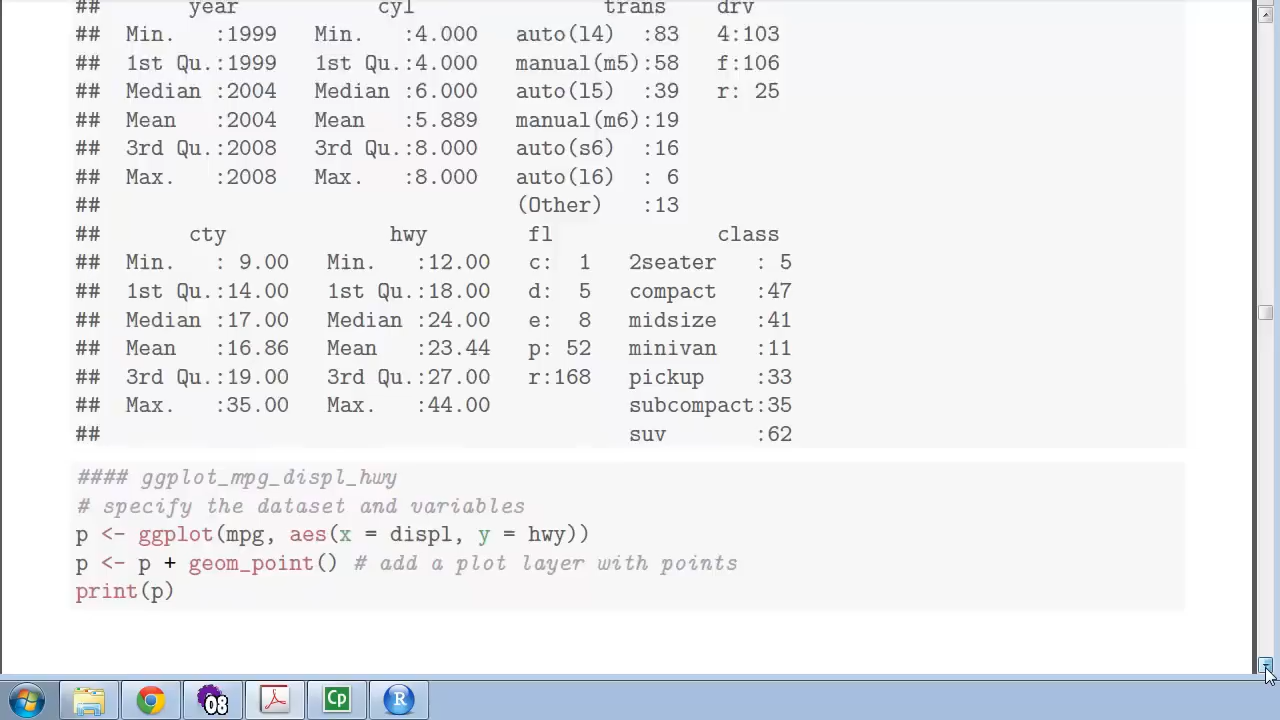 ## year cyl trans drv
## Min. :1999 Min. :4.000 auto(l4) :83 4:103
## 1st Qu.:1999 1st Qu.:4.000 manual(m5):58 f:106
## Median :2004 Median :6.000 auto(l5) :39 r: 25
## Mean :2004 Mean :5.889 manual(m6):19
## 3rd Qu.:2008 3rd Qu.:8.000 auto(s6) :16
## Max. :2008 Max. :8.000 auto(l6) : 6
## (Other) :13
## cty hwy fl class
## Min. : 9.00 Min. :12.00 c: 1 2seater : 5
## 1st Qu.:14.00 1st Qu.:18.00 d: 5 compact :47
## Median :17.00 Median :24.00 e: 8 midsize :41
## Mean :16.86 Mean :23.44 p: 52 minivan :11
## 3rd Qu.:19.00 3rd Qu.:27.00 r:168 pickup :33
## Max. :35.00 Max. :44.00 subcompact:35
## suv :62
#### ggplot_mpg_displ_hwy
# specify the dataset and variables
p <- ggplot(mpg, aes(x = displ, y = hwy))
p <- p + geom_point() # add a plot layer with points
print(p)
08
Cp
R